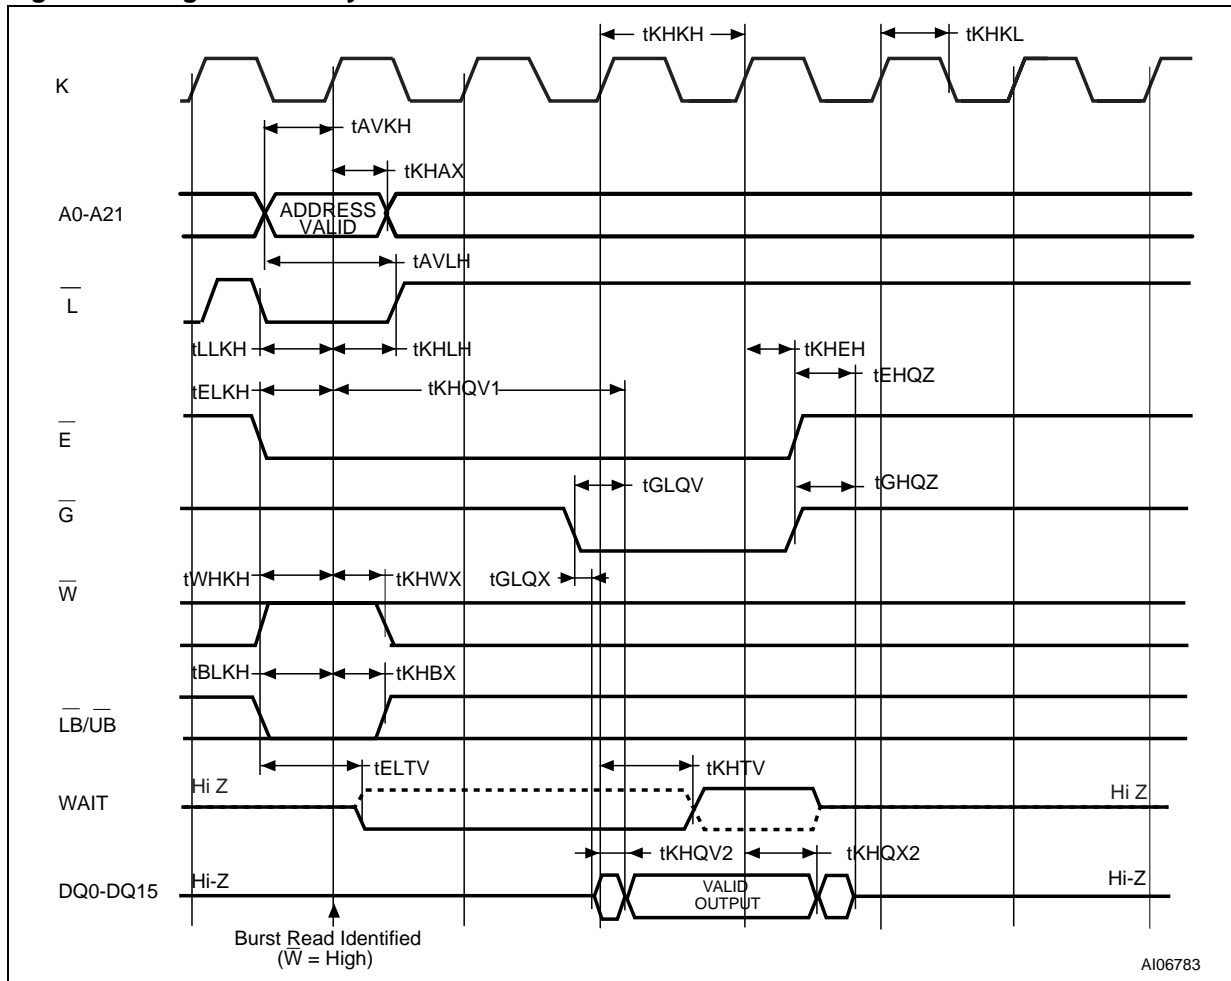 tKHKH
tKHKL
K
tAVKH
tKHAX
A0-A21
ADDRESS
VALID
tAVLH
L
tLLKH
tKHLH
tKHEH
tEHQZ
tELKH
tKHQV1
E
tGLQV
tGHQZ
G
tWHKH
tKHWX
tGLQX
W
tBLKH
tKHBX
LB/UB
tELTV
tKHTV
Hi Z
Hi Z
WAIT
tKHQV2
tKHQX2
DQ0-DQ15
Hi-Z
VALID
OUTPUT
Hi-Z
Burst Read Identified
(W = High)
AI06783